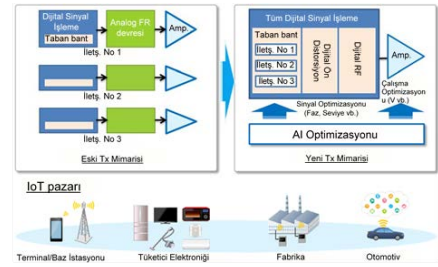 Dijital Sinyal
İşleme
Taban bant
Analog FR
devresi
Amp.
İletş. No 1
İletş. No 2
İletş. No 3
Eski Tx Mimarisi
Tüm Dijital Sinyal İşleme
Taban bant
İletş. No 1
İletş. No 2
İletş. No 3
Dijital Ön
Distorsiyon
Dijital RF
Amp.
Sinyal Optimizasyonu
(Faz, Seviye vb.)
Çalışma
Optimizasyon
u (V vb.)
AI Optimizasyonu
Yeni Tx Mimarisi
IoT pazarı
Terminal/Baz İstasyonu
Tüketici Elektroniği
Fabrika
Otomotiv